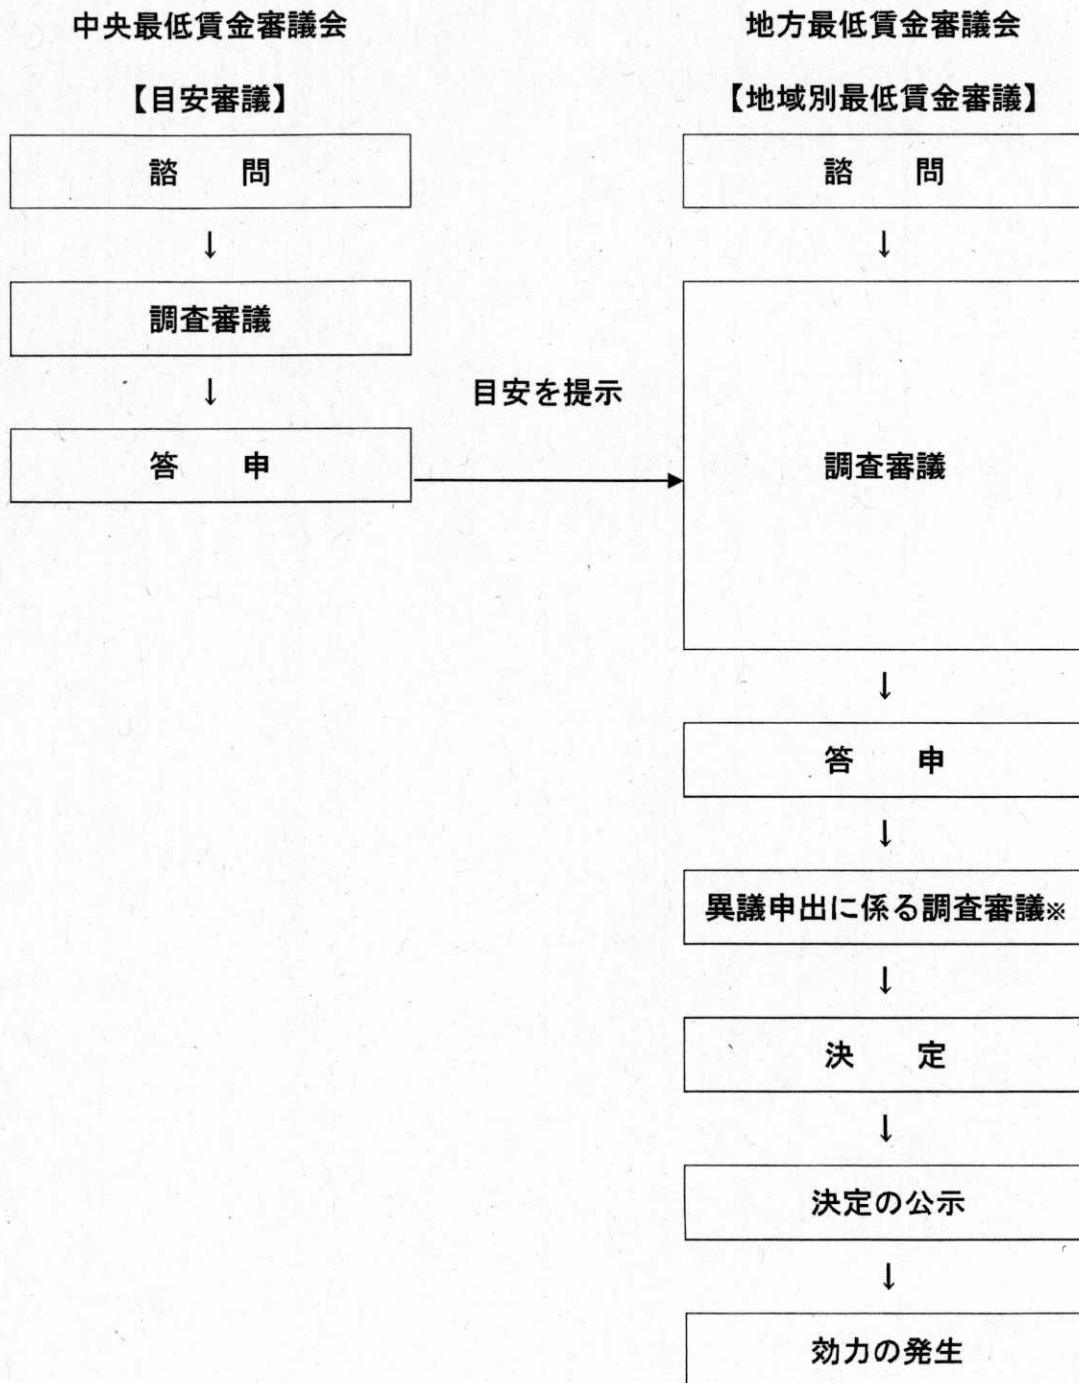 中央最低賃金審議会
【目安審議】
諮　　問
↓
調査審議
↓
答　　申
目安を提示
地方最低賃金審議会
【地域別最低賃金審議】
諮　　問
↓
調査審議
↓
答　　申
↓
異議申出に係る調査審議※
↓
決　　定
↓
決定の公示
↓
効力の発生